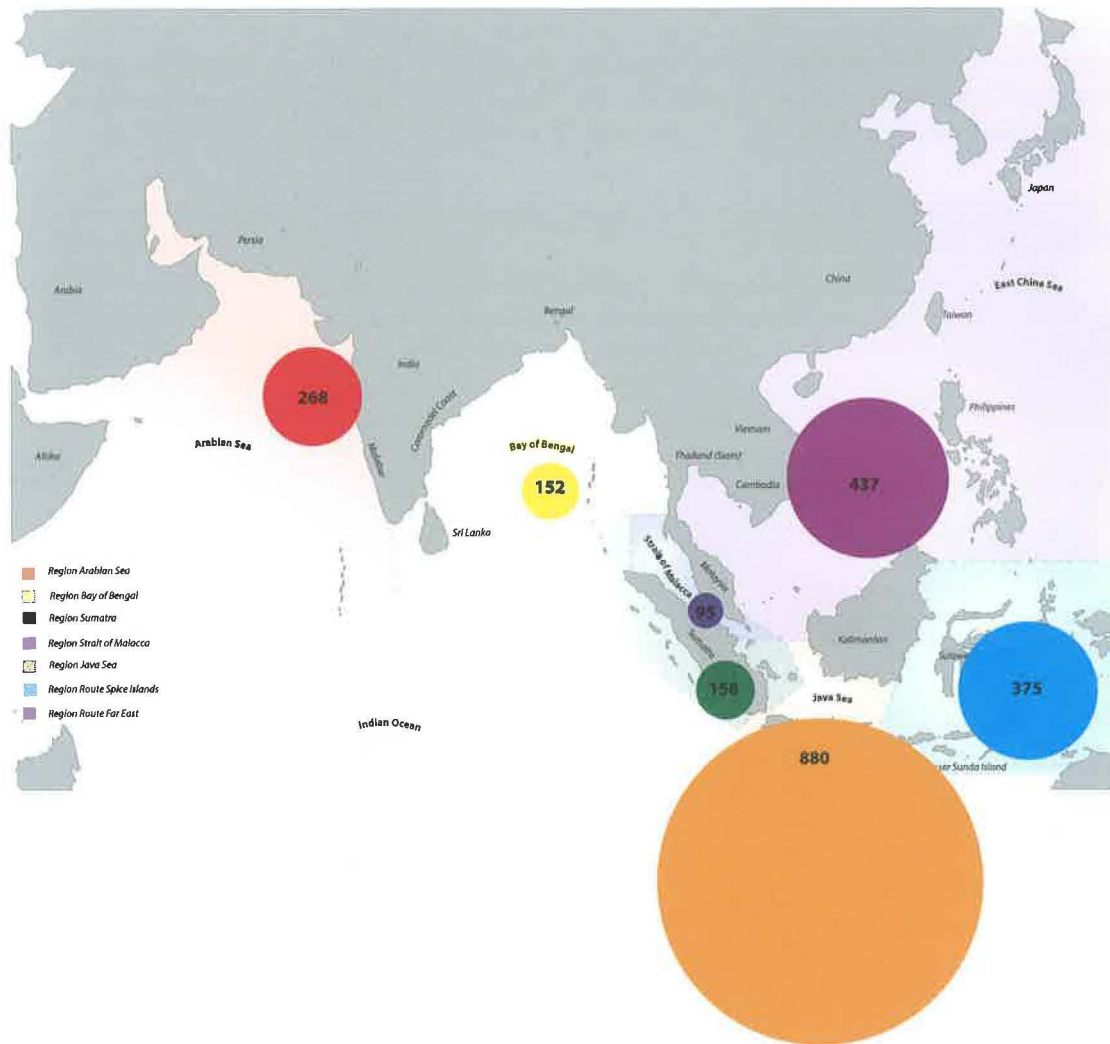 Japan
Persia
China
East China Sea
Arabia
Bengal
Taiwan
India
268
Coromandel Coast
Philippines
Vietnam
Arabian Sea
Malabar
Bay of Bengal
Thailand (Siam)
Afrika
152
Cambodia
437
Sri Lanka
Strait of Malacca
Malaysia
Region Arabian Sea
Region Bay of Bengal
Region Sumatra
Region Strait of Malacca
Region Java Sea
Region Route Spice Islands
Region Route Far East
95
Sumatra
Kalimantan
375
Java Sea
Indian Ocean
880
Sunda Island